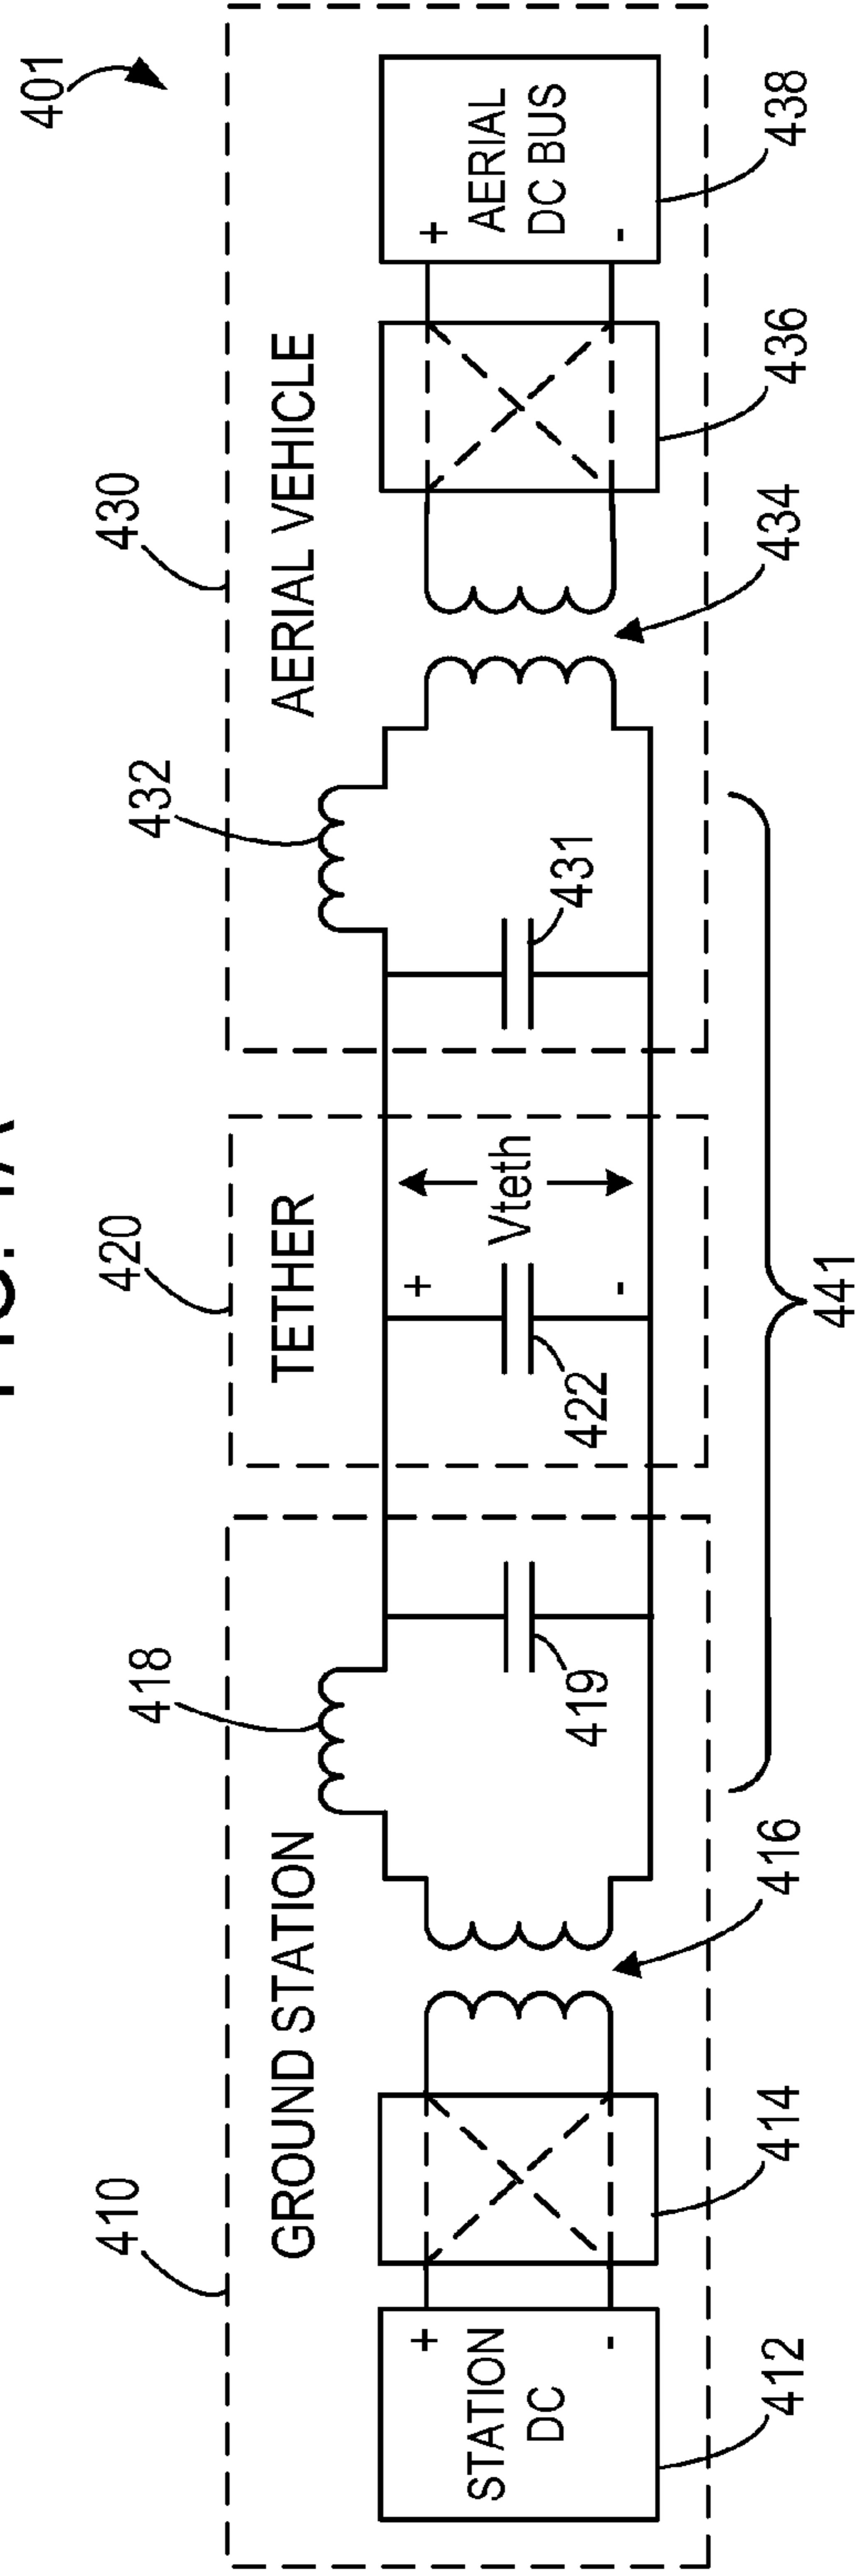 401
430
AERIAL VEHICLE
432
431
AERIAL
DC BUS
+
-
438
436
434
420
TETHER
+
-
Vteth
422
441
410
GROUND STATION
418
419
416
414
STATION
DC
+
-
412